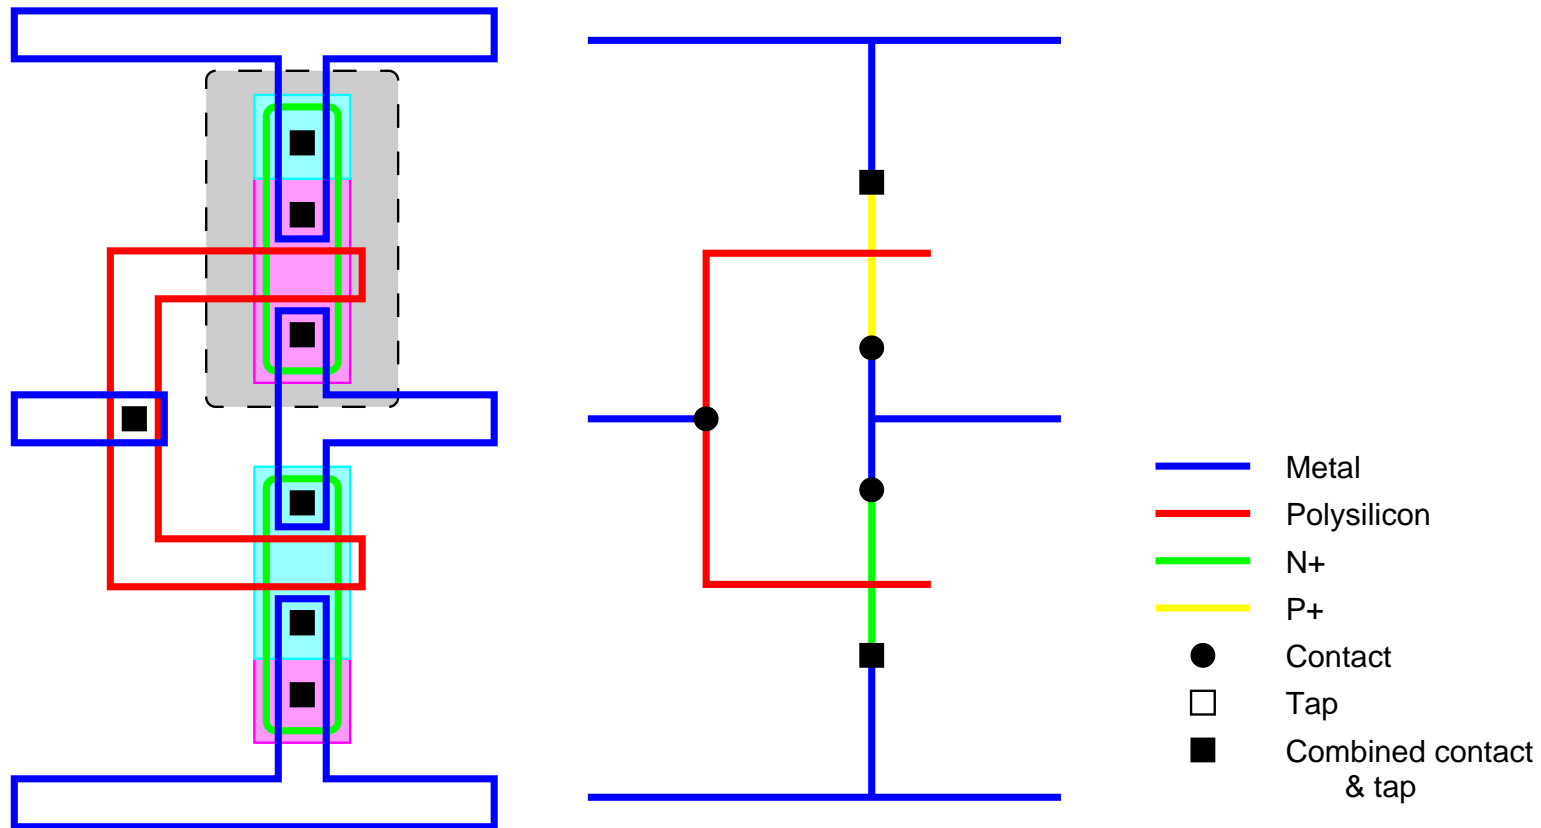 Metal
Polysilicon
N+
P+
Contact
Tap
Combined contact
& tap